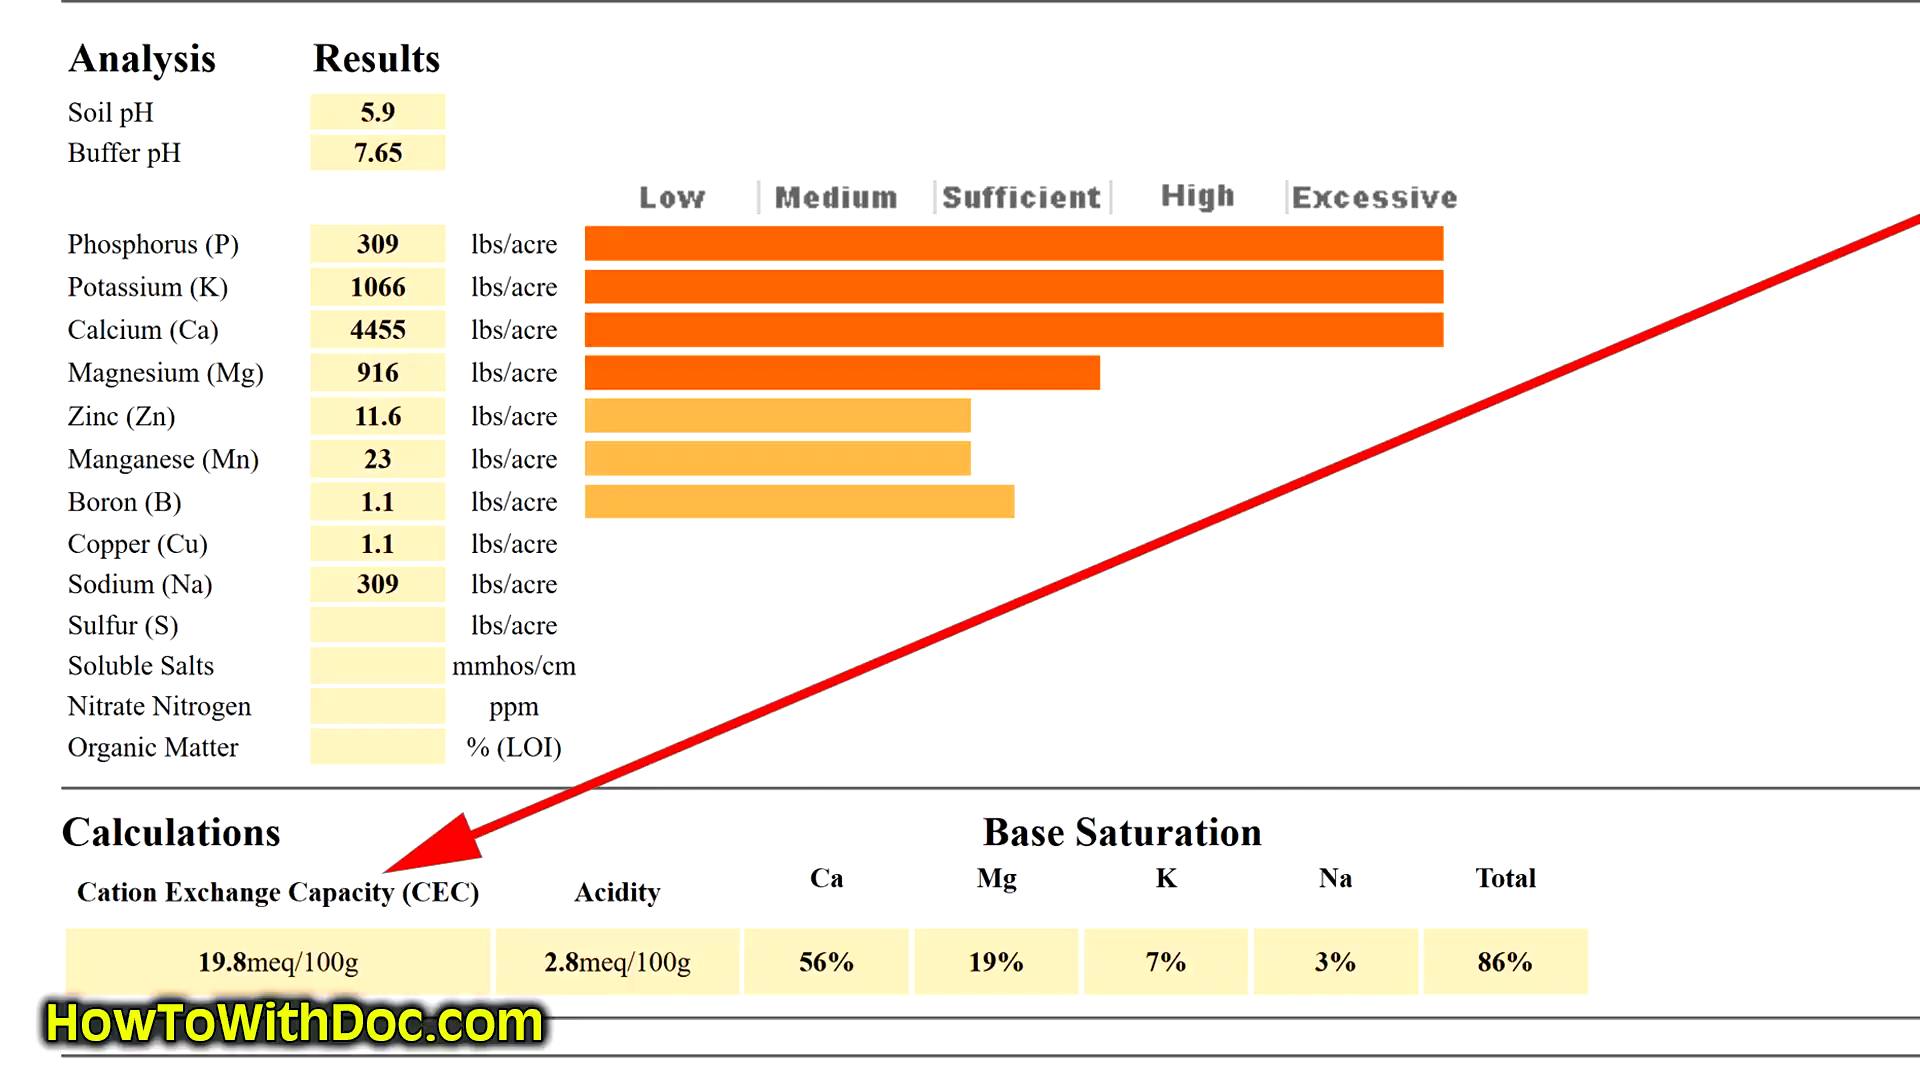 Analysis Results
Soil pH 5.9
Buffer pH 7.65
Low Medium Sufficient High Excessive
Phosphorus (P) 309 lbs/acre
Potassium (K) 1066 lbs/acre
Calcium (Ca) 4455 lbs/acre
Magnesium (Mg) 916 lbs/acre
Zinc (Zn) 11.6 lbs/acre
Manganese (Mn) 23 lbs/acre
Boron (B) 1.1 lbs/acre
Copper (Cu) 1.1 lbs/acre
Sodium (Na) 309 lbs/acre
Sulfur (S) lbs/acre
Soluble Salts mmhos/cm
Nitrate Nitrogen ppm
Organic Matter % (LOI)
Calculations Base Saturation
Cation Exchange Capacity (CEC) Acidity Ca Mg K Na Total
19.8meq/100g 2.8meq/100g 56% 19% 7% 3% 86%
HowToWithDoc.com